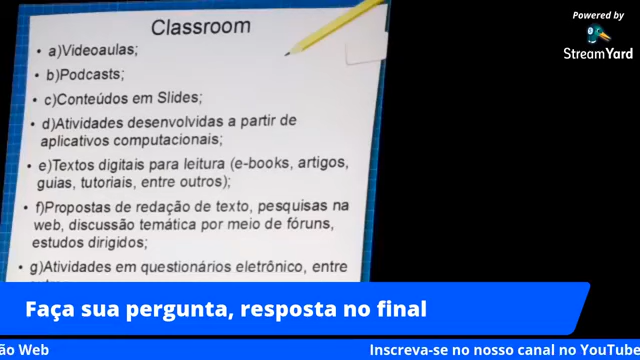 Classroom
• a)Videoaulas;
• b)Podcasts;
• c)Conteúdos em Slides;
• d)Atividades desenvolvidas a partir de
aplicativos computacionais;
• e)Textos digitais para leitura (e-books, artigos,
guias, tutoriais, entre outros);
• f)Propostas de redação de texto, pesquisas na
web, discussão temática por meio de fóruns,
estudos dirigidos;
• g)Atividades em questionários eletrônico, entre
Powered by
StreamYard
Faça sua pergunta, resposta no final
ão Web
Inscreva-se no nosso canal no YouTube